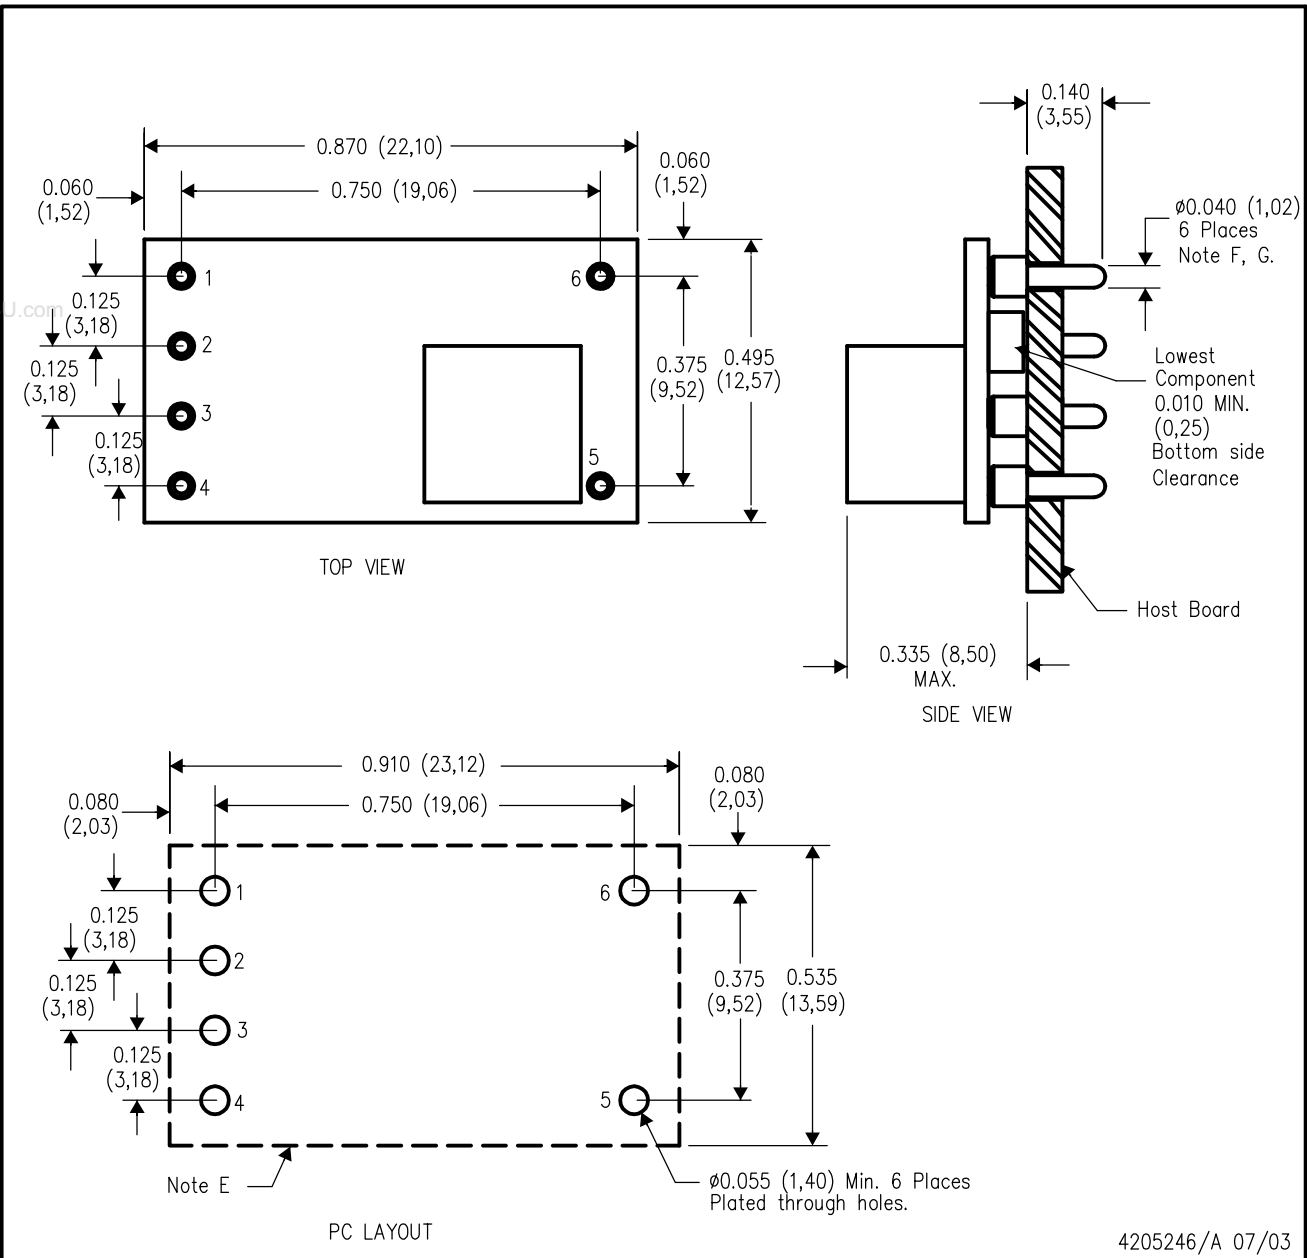 0.140
(3,55)
0.870 (22,10)
0.060
(1,52)
0.060
(1,52)
0.750 (19,06)
ø0.040 (1,02)
6 Places
Note F, G.
1
6
U.com
0.125
(3,18)
2
0.125
(3,18)
0.375
(9,52)
0.495
(12,57)
Lowest
Component
0.010 MIN.
(0,25)
Bottom side
Clearance
3
0.125
(3,18)
5
4
TOP VIEW
Host Board
0.335 (8,50)
MAX.
SIDE VIEW
0.910 (23,12)
0.080
(2,03)
0.080
(2,03)
0.750 (19,06)
1
6
0.125
(3,18)
2
0.125
(3,18)
0.375
(9,52)
0.535
(13,59)
3
0.125
(3,18)
4
5
Note E
ø0.055 (1,40) Min. 6 Places
Plated through holes.
PC LAYOUT
4205246/A 07/03